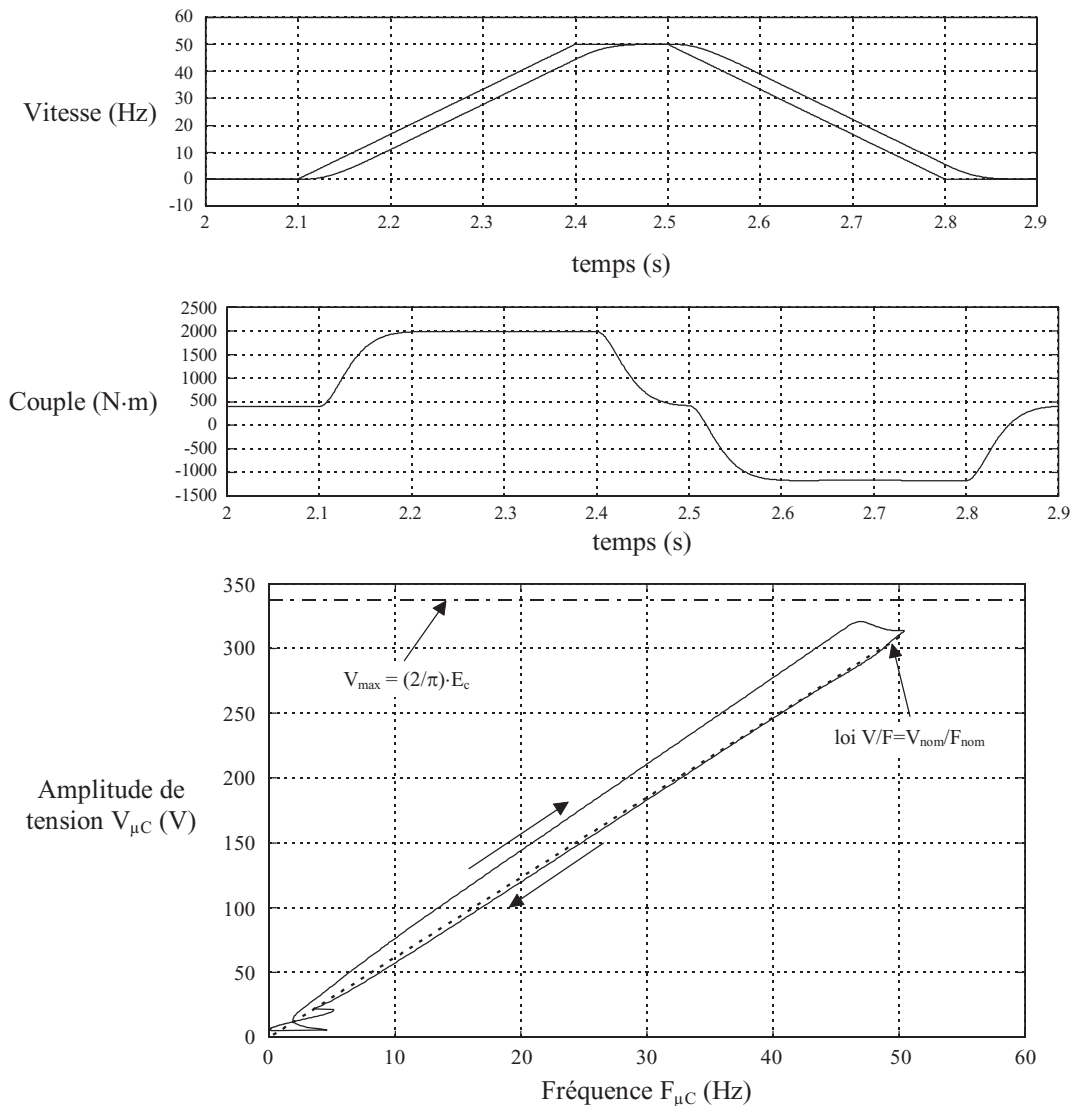 60
50
40
30
20
10
0
-10
Vitesse (Hz)
2 2.1 2.2 2.3 2.4 2.5 2.6 2.7 2.8 2.9
temps (s)
2500
2000
1500
1000
500
0
-500
-1000
-1500
Couple (N·m)
2 2.1 2.2 2.3 2.4 2.5 2.6 2.7 2.8 2.9
temps (s)
350
300
250
200
150
100
50
0
V_max = (2/π)·E_c
loi V/F=V_nom/F_nom
Amplitude de
tension V_µC (V)
0 10 20 30 40 50 60
Fréquence F_µC (Hz)